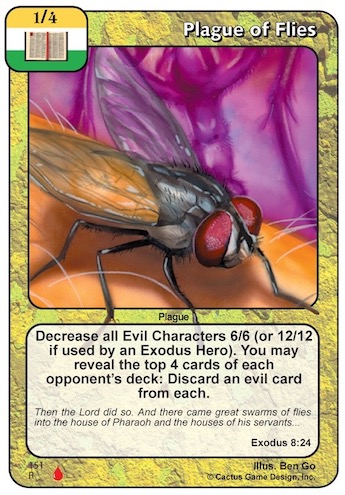 1/4
Plague of Flies
Plague
Decrease all Evil Characters 6/6 (or 12/12
if used by an Exodus Hero). You may
reveal the top 4 cards of each
opponent's deck: Discard an evil card
from each.
Then the Lord did so. And there came great swarms of flies
into the house of Pharaoh and the houses of his servants...
Exodus 8:24
151
R
Illus. Ben Go
© Cactus Game Design, Inc.